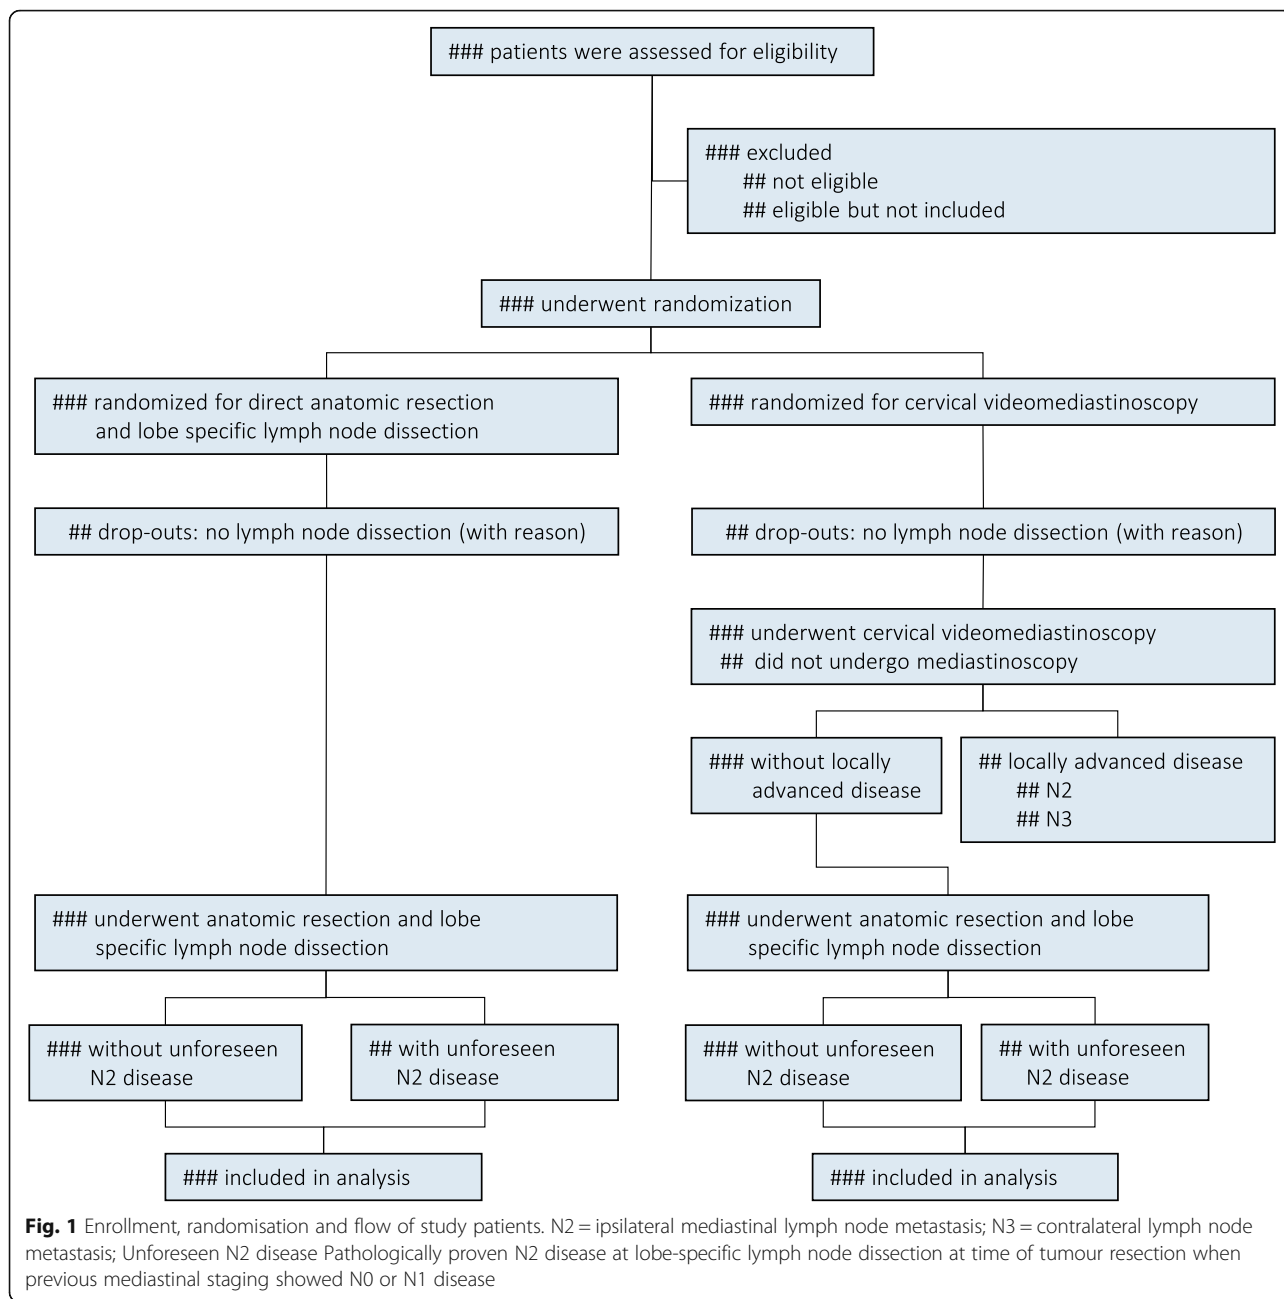 ### patients were assessed for eligibility
### excluded
## not eligible
## eligible but not included
### underwent randomization
### randomized for direct anatomic resection
and lobe specific lymph node dissection
### randomized for cervical videomediastinoscopy
## drop-outs: no lymph node dissection (with reason)
## drop-outs: no lymph node dissection (with reason)
### underwent cervical videomediastinoscopy
## did not undergo mediastinoscopy
### without locally
advanced disease
## locally advanced disease
## N2
## N3
### underwent anatomic resection and lobe
specific lymph node dissection
### underwent anatomic resection and lobe
specific lymph node dissection
### without unforeseen
N2 disease
## with unforeseen
N2 disease
### without unforeseen
N2 disease
## with unforeseen
N2 disease
### included in analysis
### included in analysis
Fig. 1 Enrollment, randomisation and flow of study patients. N2 = ipsilateral mediastinal lymph node metastasis; N3 = contralateral lymph node
metastasis; Unforeseen N2 disease Pathologically proven N2 disease at lobe-specific lymph node dissection at time of tumour resection when
previous mediastinal staging showed N0 or N1 disease